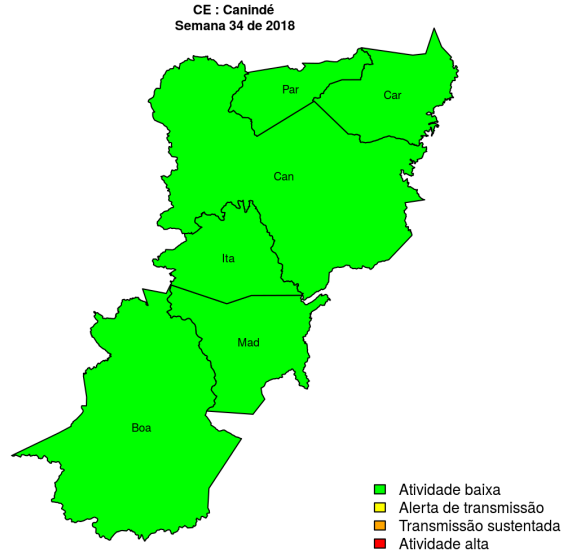 CE : Canindé
Semana 34 de 2018
Par
Car
Can
Ita
Mad
Boa
Atividade baixa
Alerta de transmissão
Transmissão sustentada
Atividade alta